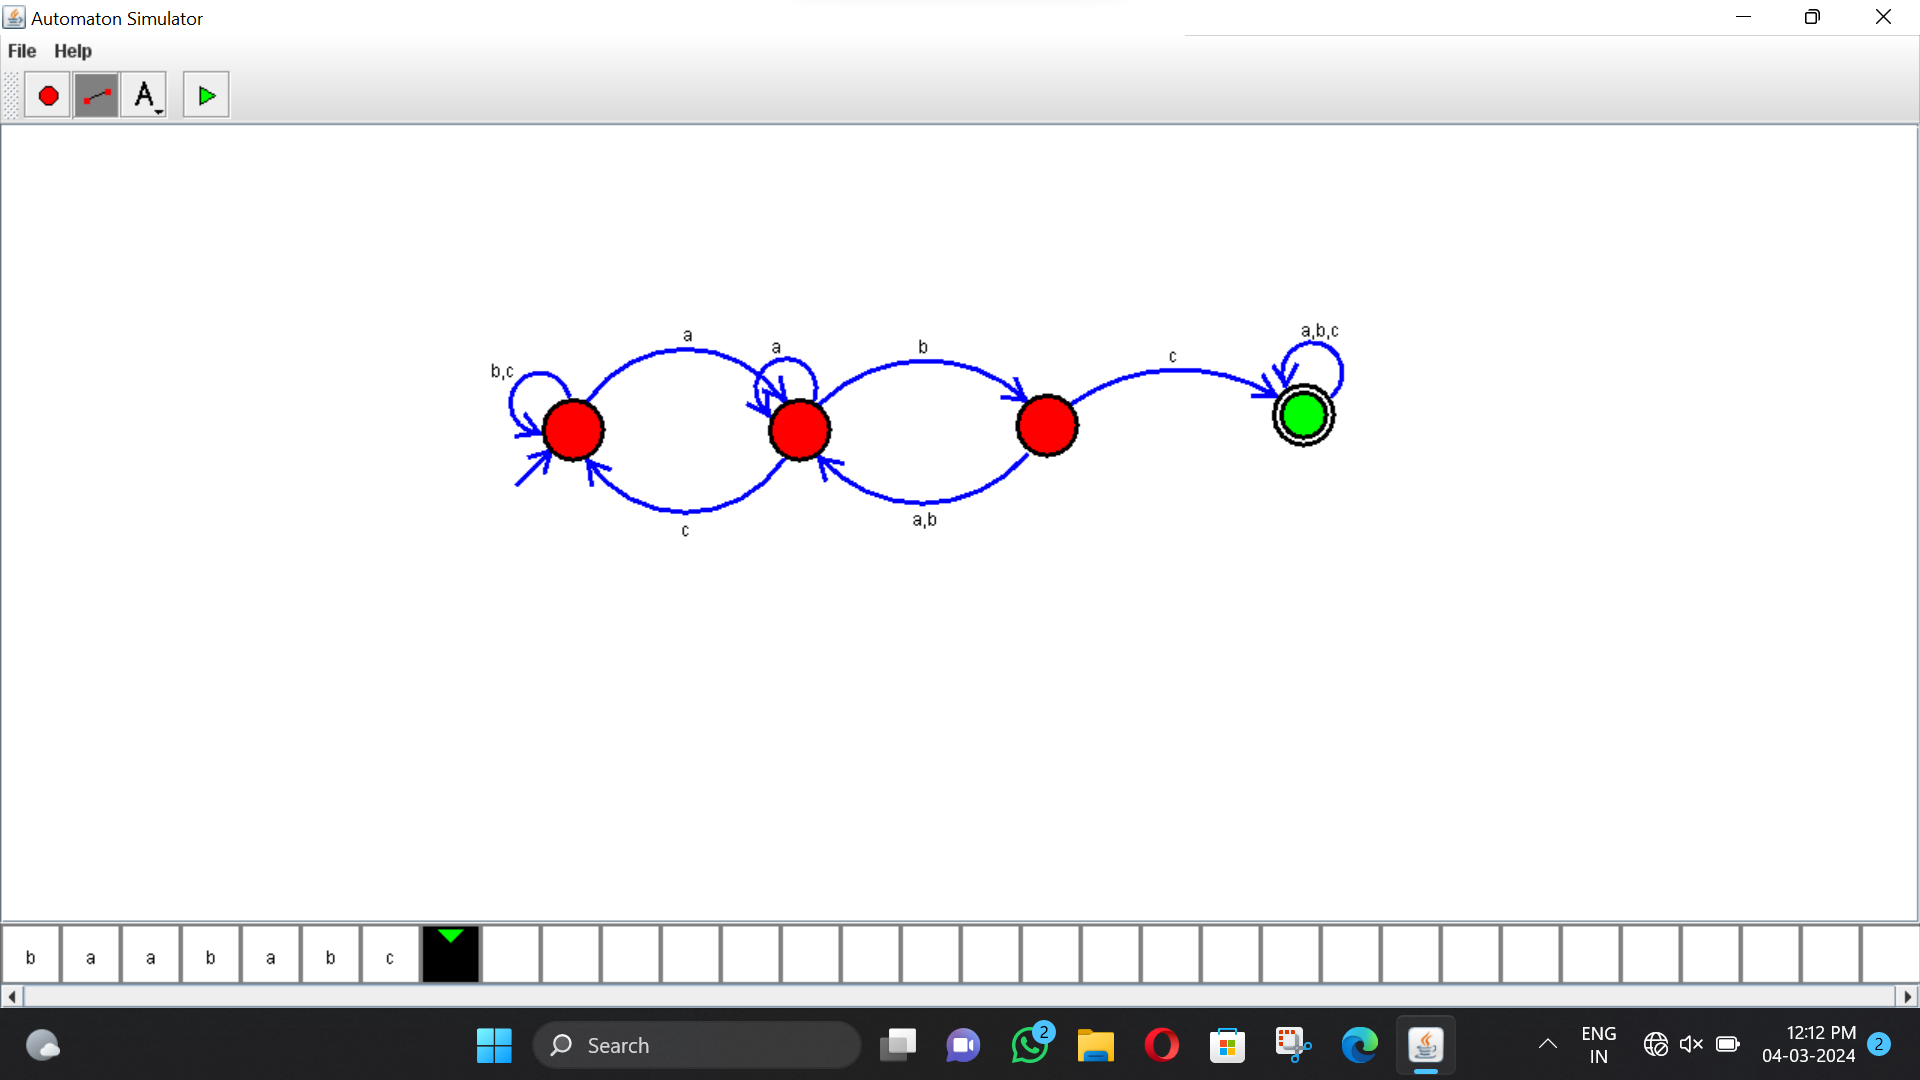 Automaton Simulator
File Help
A
a,b,c
a
a
b
c
b,c
a,b
c
b a a b a b c
Search
2
ENG
IN
12:12 PM
04-03-2024
2